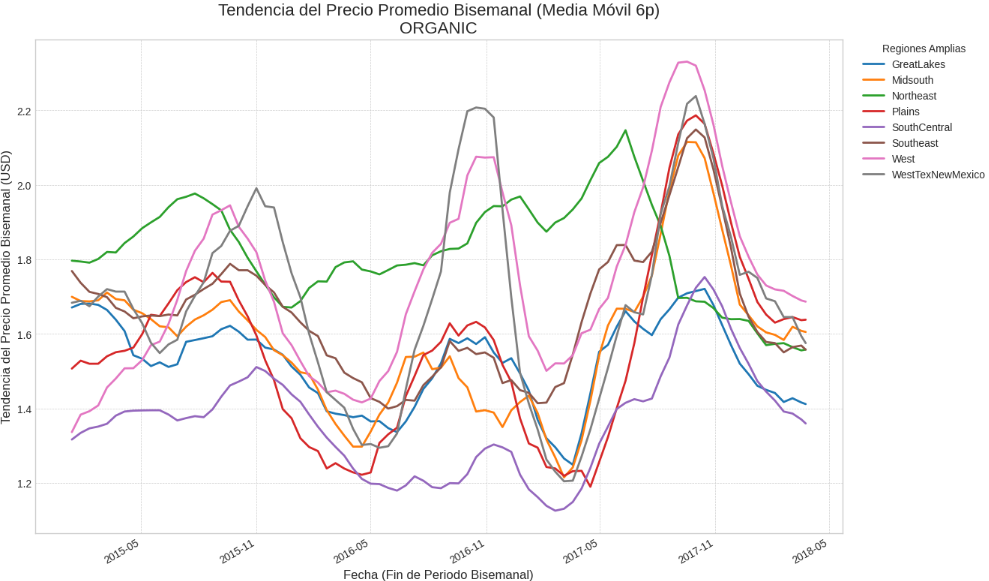 Tendencia del Precio Promedio Bisemanal (Media Móvil 6p)
ORGANIC
Tendencia del Precio Promedio Bisemanal (USD)
2.2
2.0
1.8
1.6
1.4
1.2
2015-05
2015-11
2016-05
2016-11
2017-05
2017-11
2018-05
Fecha (Fin de Periodo Bisemanal)
Regiones Amplias
GreatLakes
Midsouth
Northeast
Plains
SouthCentral
Southeast
West
WestTexNewMexico